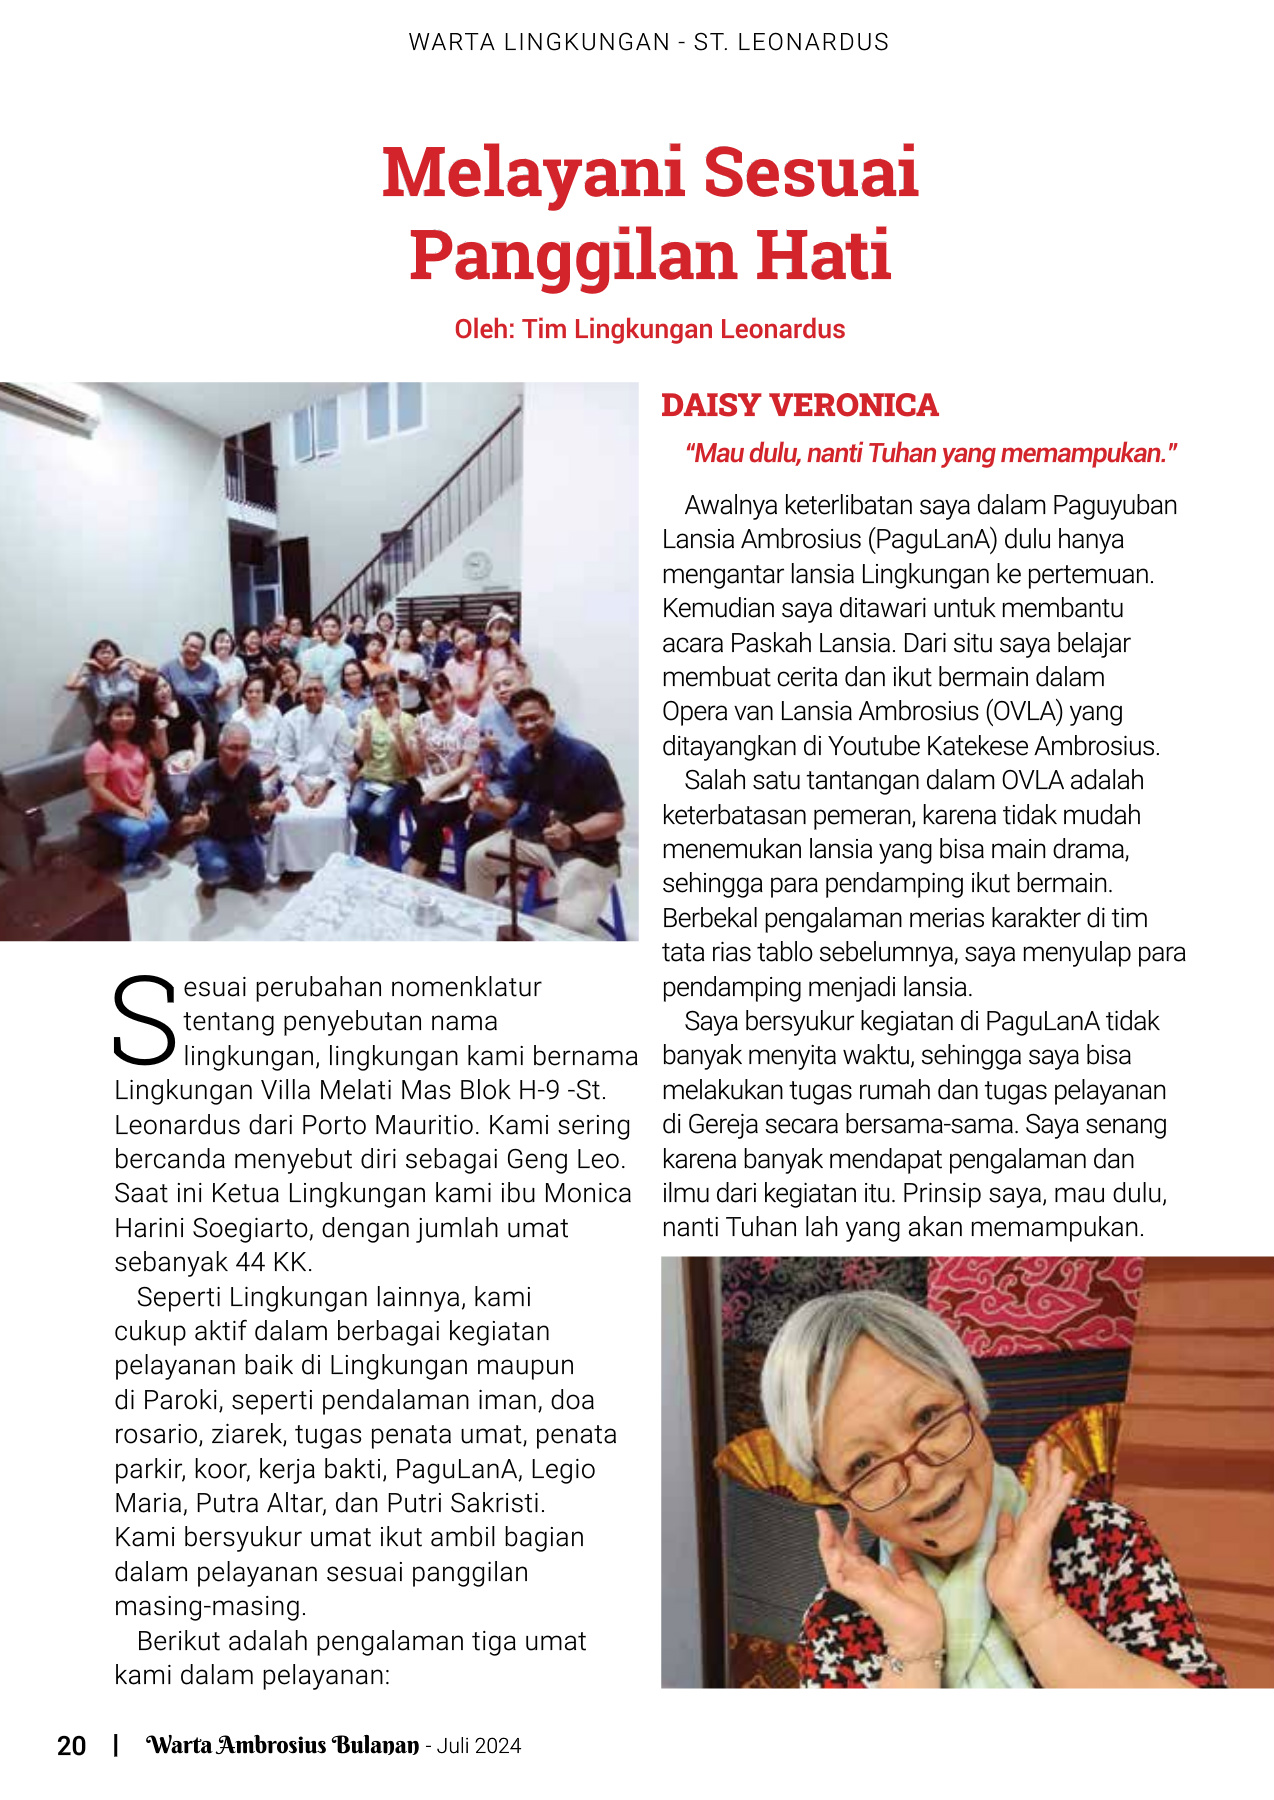 WARTA LINGKUNGAN - ST. LEONARDUS
Melayani Sesuai
Panggilan Hati
Oleh: Tim Lingkungan Leonardus
Sesuai perubahan nomenklatur
tentang penyebutan nama
lingkungan, lingkungan kami bernama
Lingkungan Villa Melati Mas Blok H-9 -St.
Leonardus dari Porto Mauritio. Kami sering
bercanda menyebut diri sebagai Geng Leo.
Saat ini Ketua Lingkungan kami ibu Monica
Harini Soegiarto, dengan jumlah umat
sebanyak 44 KK.
Seperti Lingkungan lainnya, kami
cukup aktif dalam berbagai kegiatan
pelayanan baik di Lingkungan maupun
di Paroki, seperti pendalaman iman, doa
rosario, ziarek, tugas penata umat, penata
parkir, koor, kerja bakti, PaguLanA, Legio
Maria, Putra Altar, dan Putri Sakristi.
Kami bersyukur umat ikut ambil bagian
dalam pelayanan sesuai panggilan
masing-masing.
Berikut adalah pengalaman tiga umat
kami dalam pelayanan:
DAISY VERONICA
“Mau dulu, nanti Tuhan yang memampukan.”
Awalnya keterlibatan saya dalam Paguyuban
Lansia Ambrosius (PaguLanA) dulu hanya
mengantar lansia Lingkungan ke pertemuan.
Kemudian saya ditawari untuk membantu
acara Paskah Lansia. Dari situ saya belajar
membuat cerita dan ikut bermain dalam
Opera van Lansia Ambrosius (OVLA) yang
ditayangkan di Youtube Katekese Ambrosius.
Salah satu tantangan dalam OVLA adalah
keterbatasan pemeran, karena tidak mudah
menemukan lansia yang bisa main drama,
sehingga para pendamping ikut bermain.
Berbekal pengalaman merias karakter di tim
tata rias tablo sebelumnya, saya menyulap para
pendamping menjadi lansia.
Saya bersyukur kegiatan di PaguLanA tidak
banyak menyita waktu, sehingga saya bisa
melakukan tugas rumah dan tugas pelayanan
di Gereja secara bersama-sama. Saya senang
karena banyak mendapat pengalaman dan
ilmu dari kegiatan itu. Prinsip saya, mau dulu,
nanti Tuhan lah yang akan memampukan.
20 | Warta Ambrosius Bulanan - Juli 2024